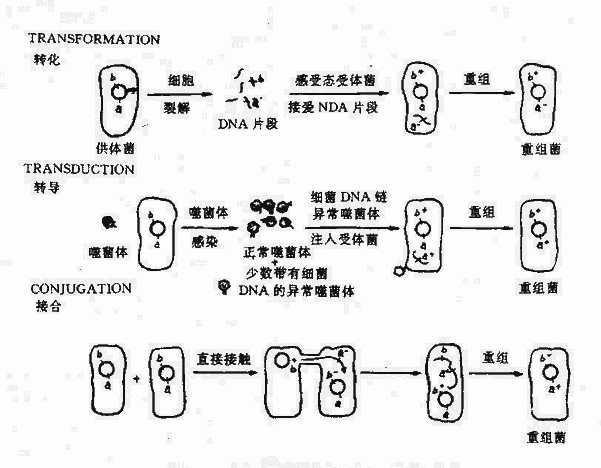 TRANSFORMATION
转化
细胞
裂解
感受态受体菌
接受 NDA 片段
重组
b
a
DNA 片段
供体菌
重组菌
TRANSDUCTION
转导
噬菌体
感染
细菌 DNA 链
异常噬菌体
注入受体菌
重组
b
a
噬菌体
正常噬菌体
+
少数带有细菌
DNA 的异常噬菌体
重组菌
CONJUGATION
接合
b
a
+
b
a
直接接触
重组
重组菌